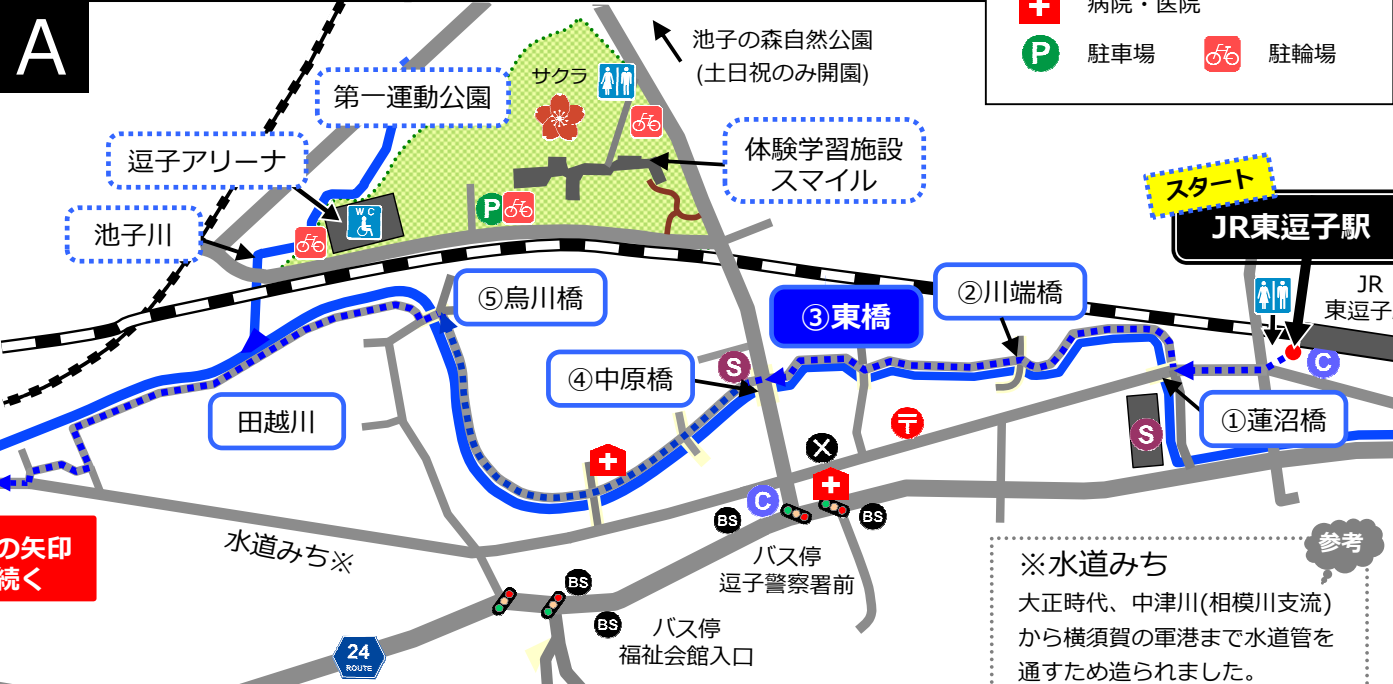 A
病院・医院
P
駐車場
駐輪場
池子の森自然公園
(土日祝のみ開園)
サクラ
第一運動公園
逗子アリーナ
体験学習施設
スマイル
スタート
JR東逗子駅
WC
P
池子川
JR
東逗子
⑤烏川橋
②川端橋
③東橋
④中原橋
S
C
田越川
①蓮沼橋
S
〒
X
C
BS
BS
水道みち※
の矢印
続く
バス停
逗子警察署前
参考
※水道みち
大正時代、中津川(相模川支流)
から横須賀の軍港まで水道管を
通すため造られました。
BS
BS
バス停
福祉会館入口
24
ROUTE